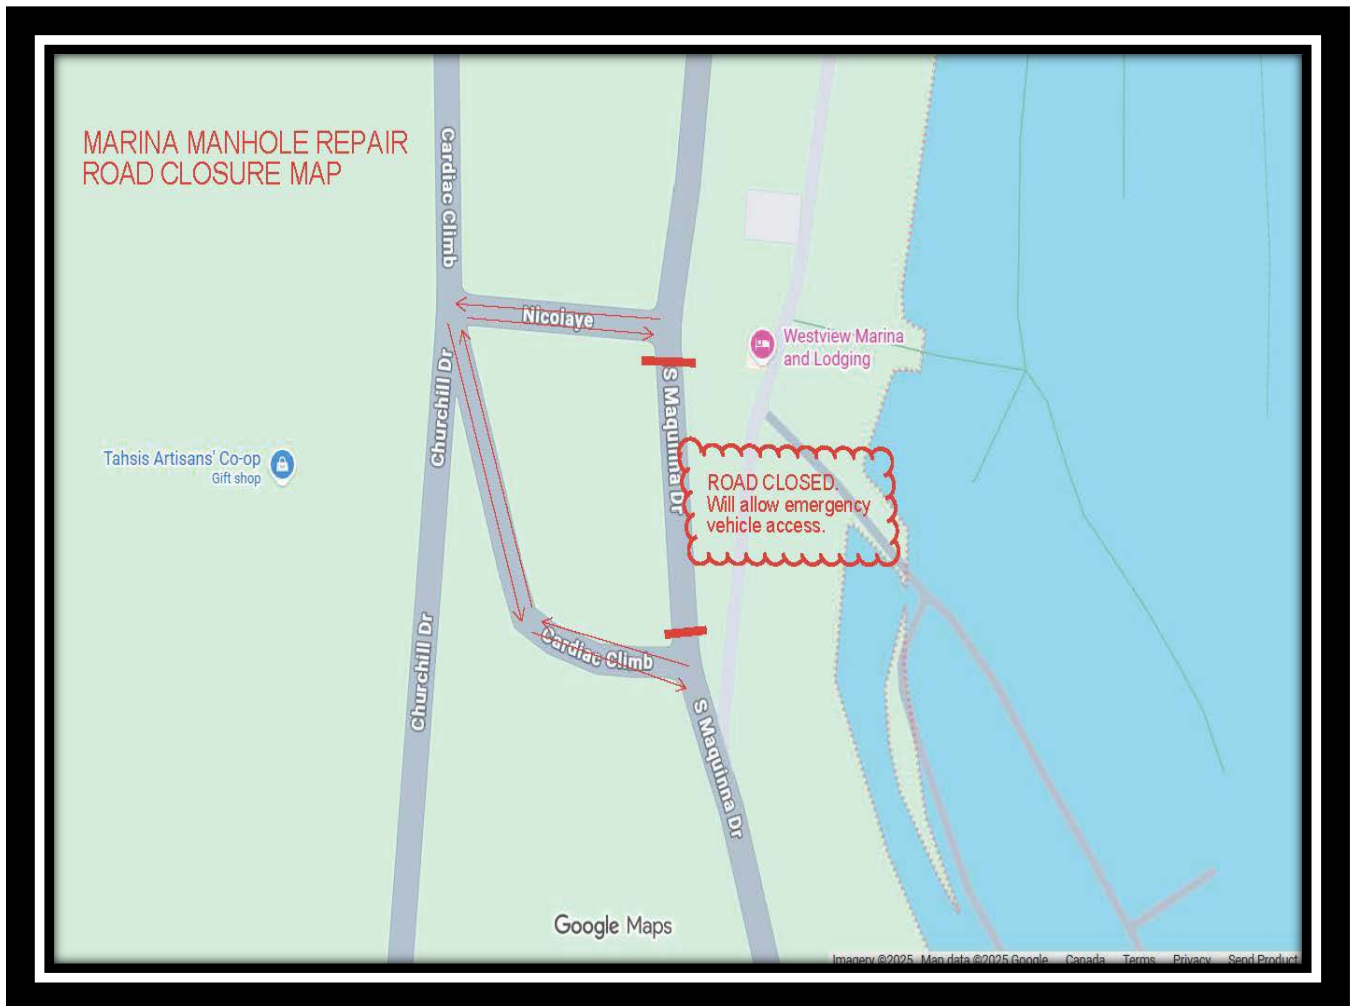 MARINA MANHOLE REPAIR
ROAD CLOSURE MAP
Cardiac Climb
Nicolaye
Westview Marina
and Lodging
Churchill Dr
S Maquinna Dr
Tahsis Artisans' Co-op
Gift shop
ROAD CLOSED.
Will allow emergency
vehicle access.
Churchill Dr
Cardiac Climb
S Maquinna Dr
Google Maps
Imagery ©2025 Map data ©2025 Google Canada Terms Privacy Send Product